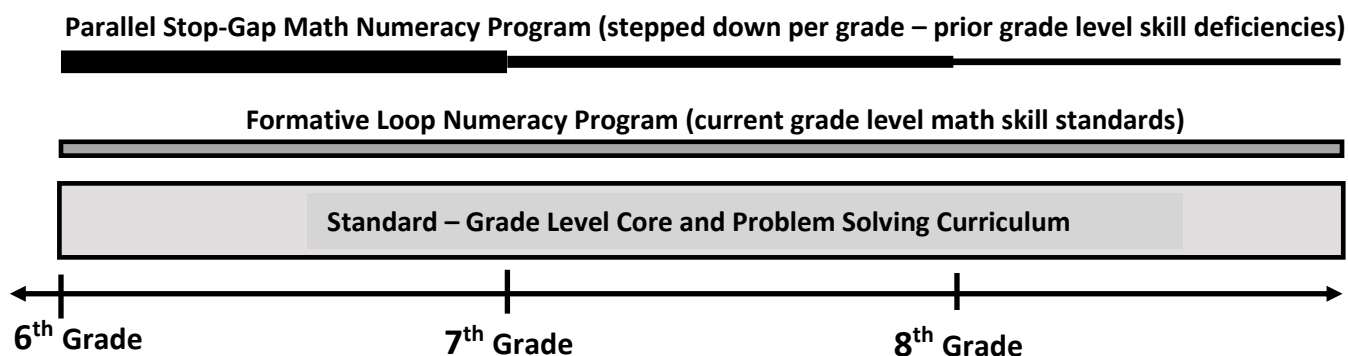 Parallel Stop-Gap Math Numeracy Program (stepped down per grade – prior grade level skill deficiencies)
Formative Loop Numeracy Program (current grade level math skill standards)
Standard – Grade Level Core and Problem Solving Curriculum
6th Grade 7th Grade 8th Grade